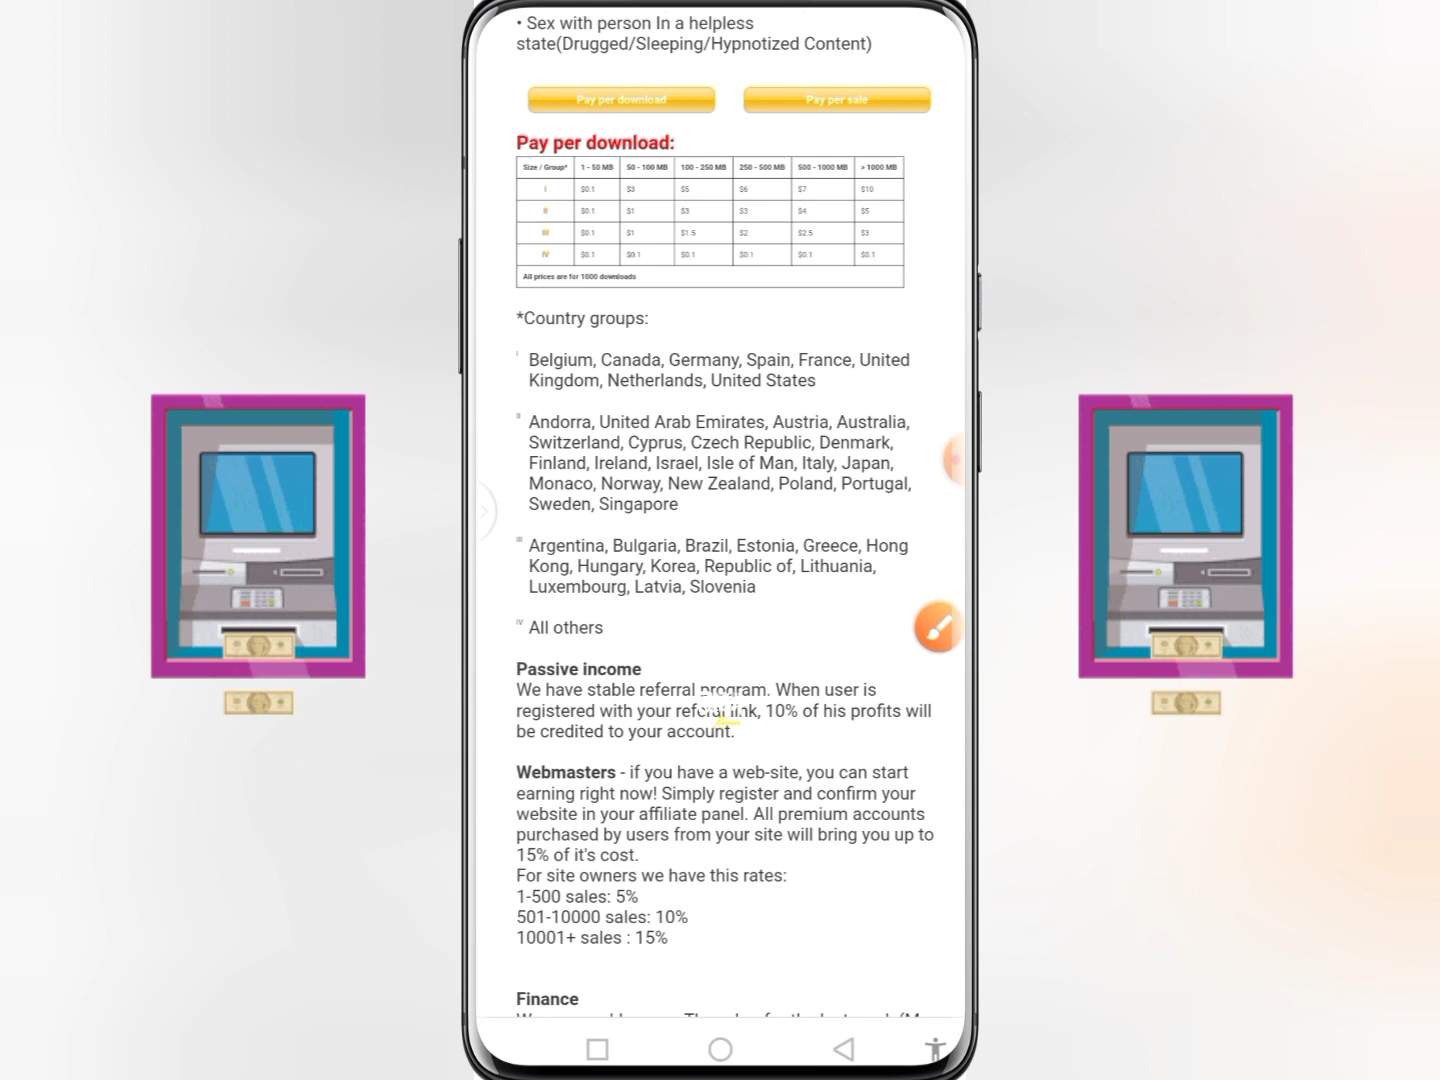 • Sex with person In a helpless
state(Drugged/Sleeping/Hypnotized Content)
Pay per download Pay per sale
Pay per download:
Size / Group* 1 - 50 MB 50 - 100 MB 100 - 250 MB 250 - 500 MB 500 - 1000 MB > 1000 MB
I $0.1 $3 $5 $6 $7 $10
II $0.1 $1 $3 $3 $4 $5
III $0.1 $1 $1.5 $2 $2.5 $3
IV $0.1 $0.1 $0.1 $0.1 $0.1 $0.1
All prices are for 1000 downloads
*Country groups:
I Belgium, Canada, Germany, Spain, France, United
Kingdom, Netherlands, United States
II Andorra, United Arab Emirates, Austria, Australia,
Switzerland, Cyprus, Czech Republic, Denmark,
Finland, Ireland, Israel, Isle of Man, Italy, Japan,
Monaco, Norway, New Zealand, Poland, Portugal,
Sweden, Singapore
III Argentina, Bulgaria, Brazil, Estonia, Greece, Hong
Kong, Hungary, Korea, Republic of, Lithuania,
Luxembourg, Latvia, Slovenia
IV All others
Passive income
We have stable referral program. When user is
registered with your referral link, 10% of his profits will
be credited to your account.
Webmasters - if you have a web-site, you can start
earning right now! Simply register and confirm your
website in your affiliate panel. All premium accounts
purchased by users from your site will bring you up to
15% of it's cost.
For site owners we have this rates:
1-500 sales: 5%
501-10000 sales: 10%
10001+ sales : 15%
Finance